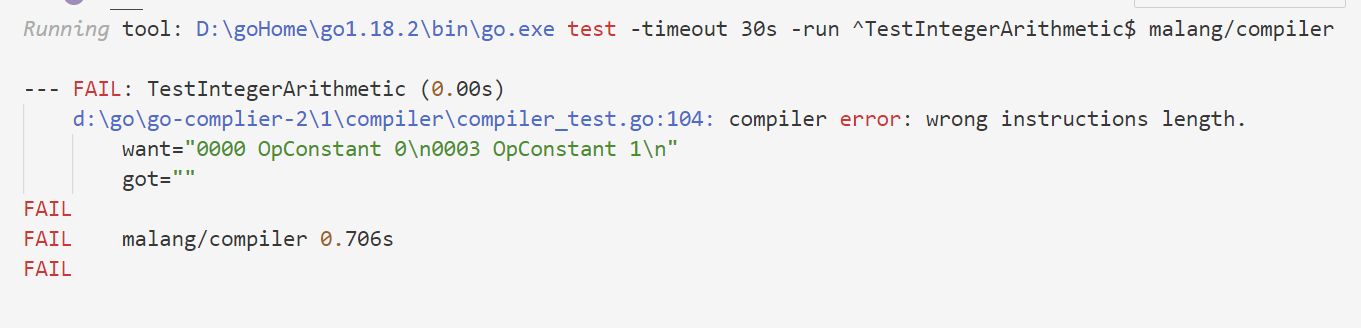 Running tool: D:\goHome\go1.18.2\bin\go.exe test -timeout 30s -run ^TestIntegerArithmetic$ malang/compiler
--- FAIL: TestIntegerArithmetic (0.00s)
d:\go\go-complier-2\1\compiler\compiler_test.go:104: compiler error: wrong instructions length.
want="0000 OpConstant 0\n0003 OpConstant 1\n"
got=""
FAIL
FAIL malang/compiler 0.706s
FAIL